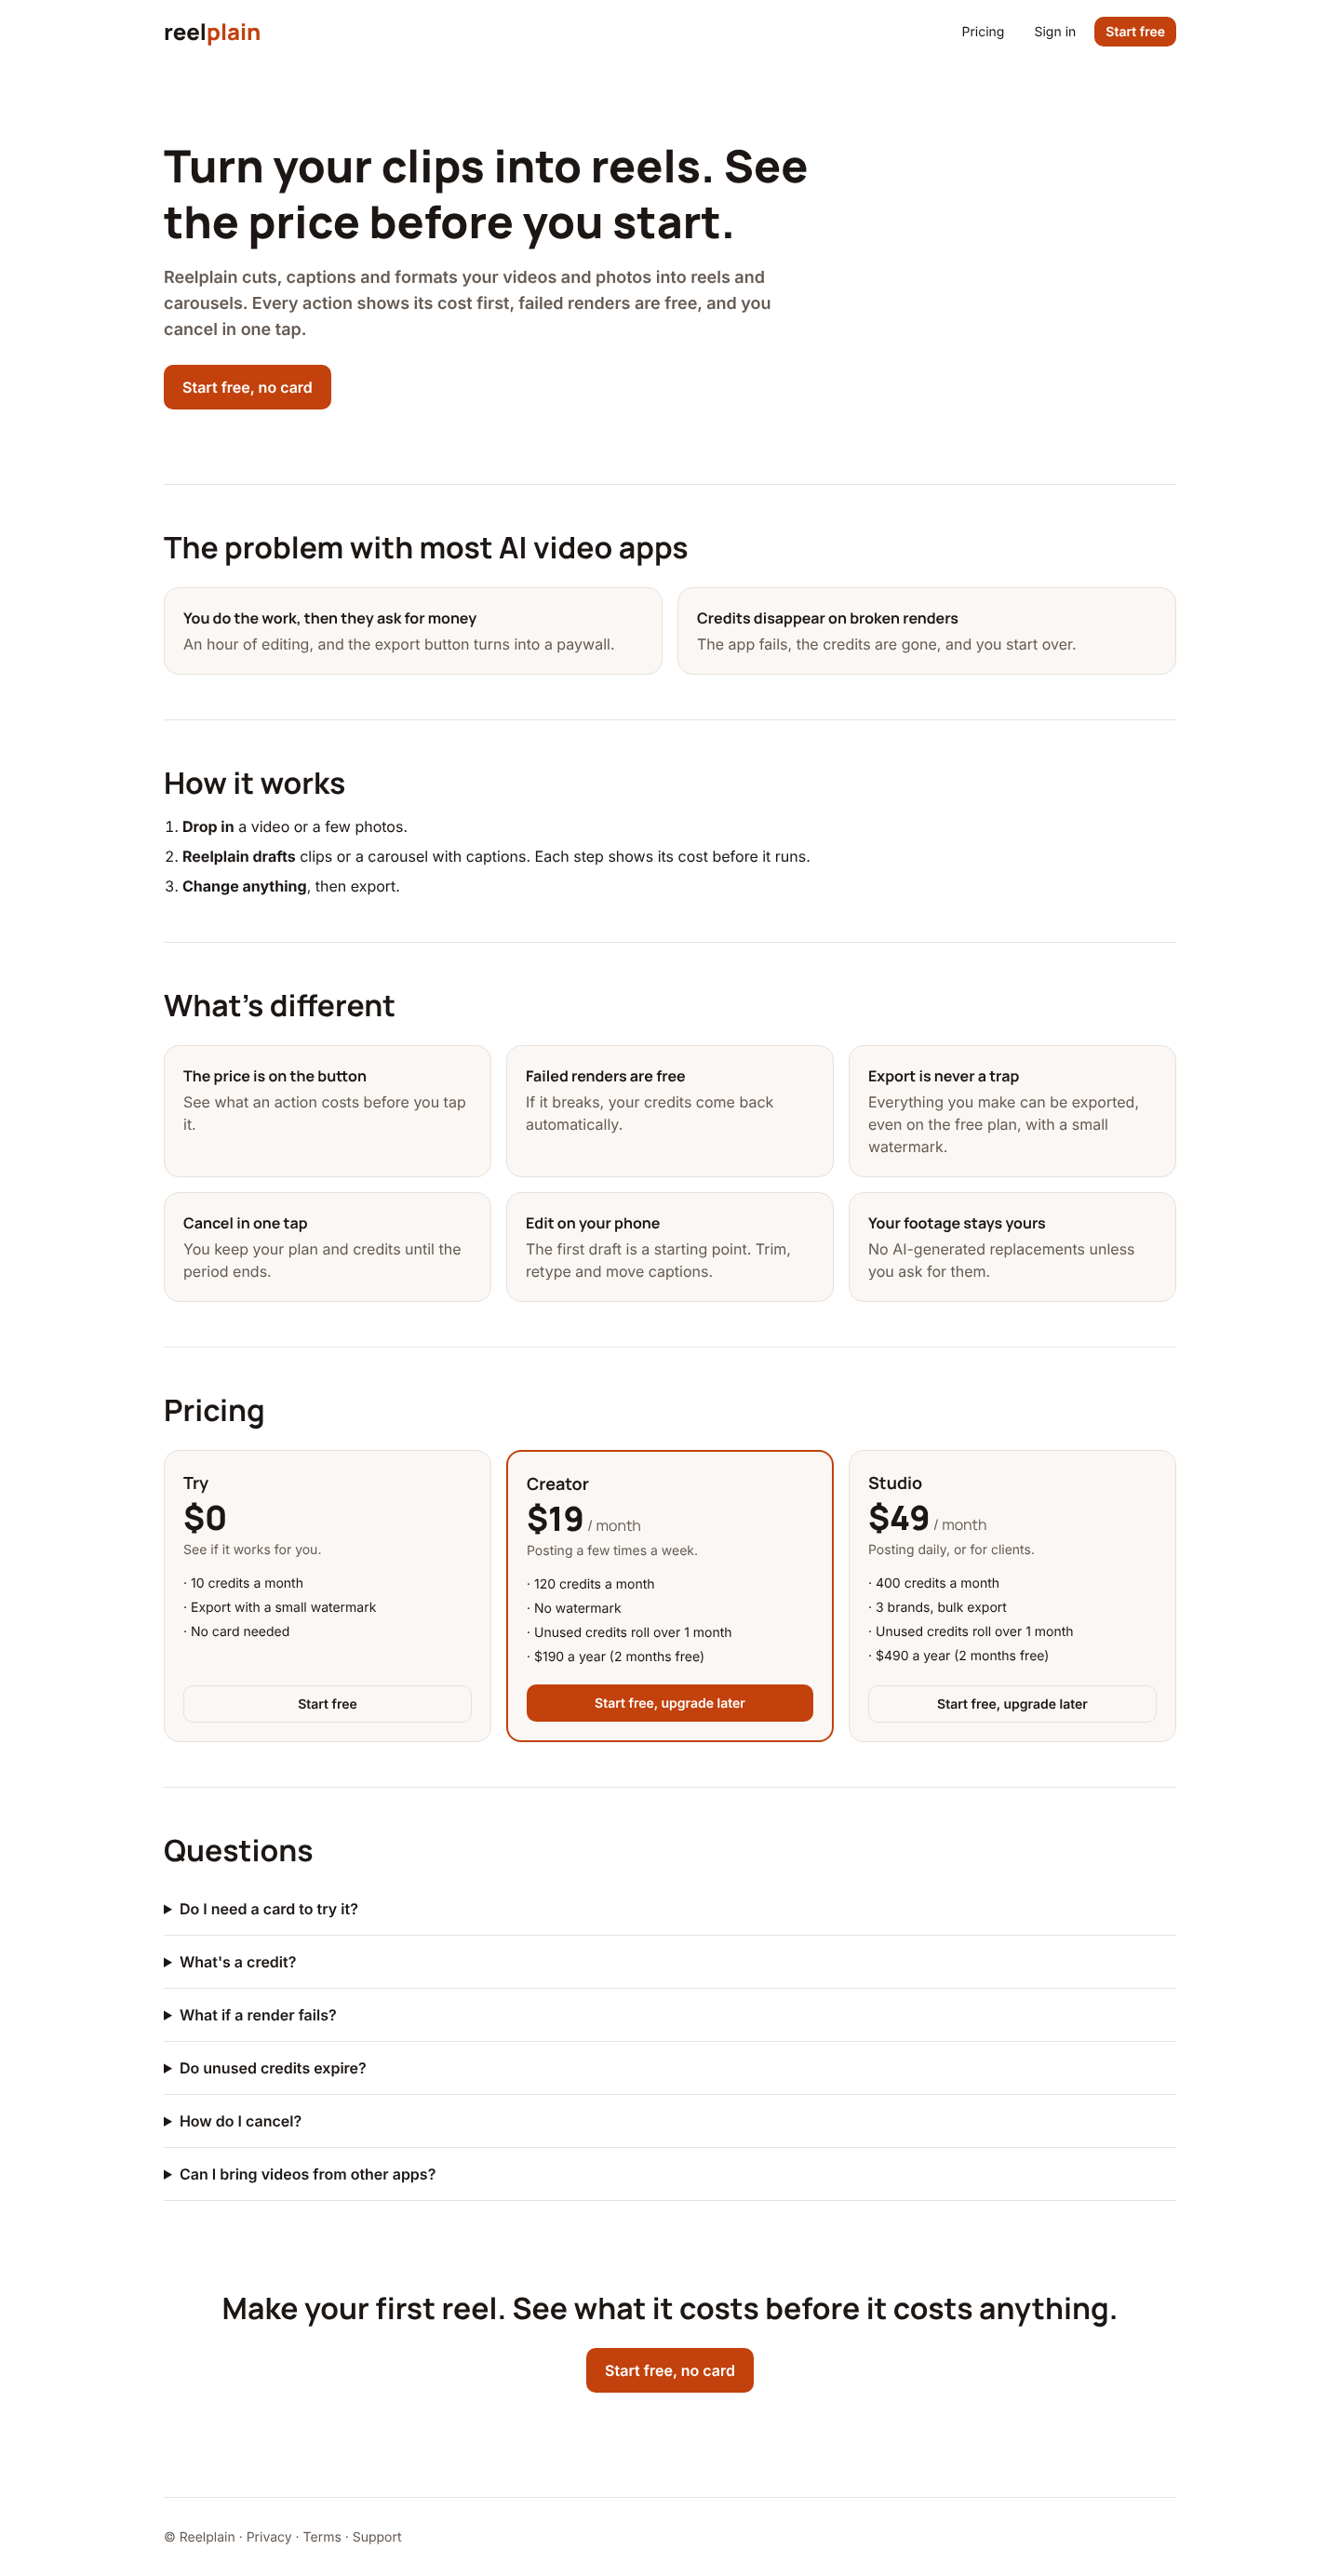 reelplain
Pricing
Sign in
Start free
Turn your clips into reels. See
the price before you start.
Reelplain cuts, captions and formats your videos and photos into reels and
carousels. Every action shows its cost first, failed renders are free, and you
cancel in one tap.
Start free, no card
The problem with most AI video apps
You do the work, then they ask for money
An hour of editing, and the export button turns into a paywall.
Credits disappear on broken renders
The app fails, the credits are gone, and you start over.
How it works
1. Drop in a video or a few photos.
2. Reelplain drafts clips or a carousel with captions. Each step shows its cost before it runs.
3. Change anything, then export.
What’s different
The price is on the button
See what an action costs before you tap
it.
Failed renders are free
If it breaks, your credits come back
automatically.
Export is never a trap
Everything you make can be exported,
even on the free plan, with a small
watermark.
Cancel in one tap
You keep your plan and credits until the
period ends.
Edit on your phone
The first draft is a starting point. Trim,
retype and move captions.
Your footage stays yours
No AI-generated replacements unless
you ask for them.
Pricing
Try
$0
See if it works for you.
· 10 credits a month
· Export with a small watermark
· No card needed
Start free
Creator
$19 / month
Posting a few times a week.
· 120 credits a month
· No watermark
· Unused credits roll over 1 month
· $190 a year (2 months free)
Start free, upgrade later
Studio
$49 / month
Posting daily, or for clients.
· 400 credits a month
· 3 brands, bulk export
· Unused credits roll over 1 month
· $490 a year (2 months free)
Start free, upgrade later
Questions
Do I need a card to try it?
What's a credit?
What if a render fails?
Do unused credits expire?
How do I cancel?
Can I bring videos from other apps?
Make your first reel. See what it costs before it costs anything.
Start free, no card
© Reelplain · Privacy · Terms · Support